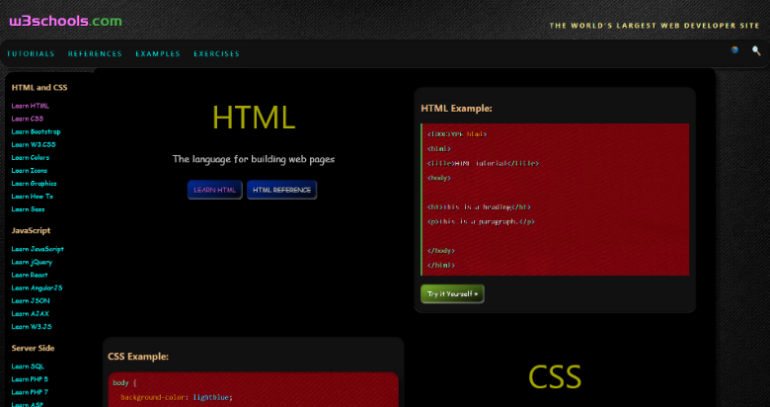 w3schools.com
THE WORLD'S LARGEST WEB DEVELOPER SITE
TUTORIALS REFERENCES EXAMPLES EXERCISES
HTML and CSS
Learn HTML
Learn CSS
Learn Bootstrap
Learn W3.CSS
Learn Colors
Learn Icons
Learn Graphics
Learn How To
Learn Sass
JavaScript
Learn JavaScript
Learn jQuery
Learn React
Learn AngularJS
Learn JSON
Learn AJAX
Learn W3.JS
Server Side
Learn SQL
Learn PHP 5
Learn PHP 7
Learn ASP
HTML
The language for building web pages
LEARN HTML
HTML REFERENCE
HTML Example:
<!DOCTYPE html>
<html>
<title>HTML Tutorial</title>
<body>
<h1>This is a heading</h1>
<p>This is a paragraph.</p>
</body>
</html>
Try it Yourself »
CSS Example:
body {
background-color: lightblue;
CSS